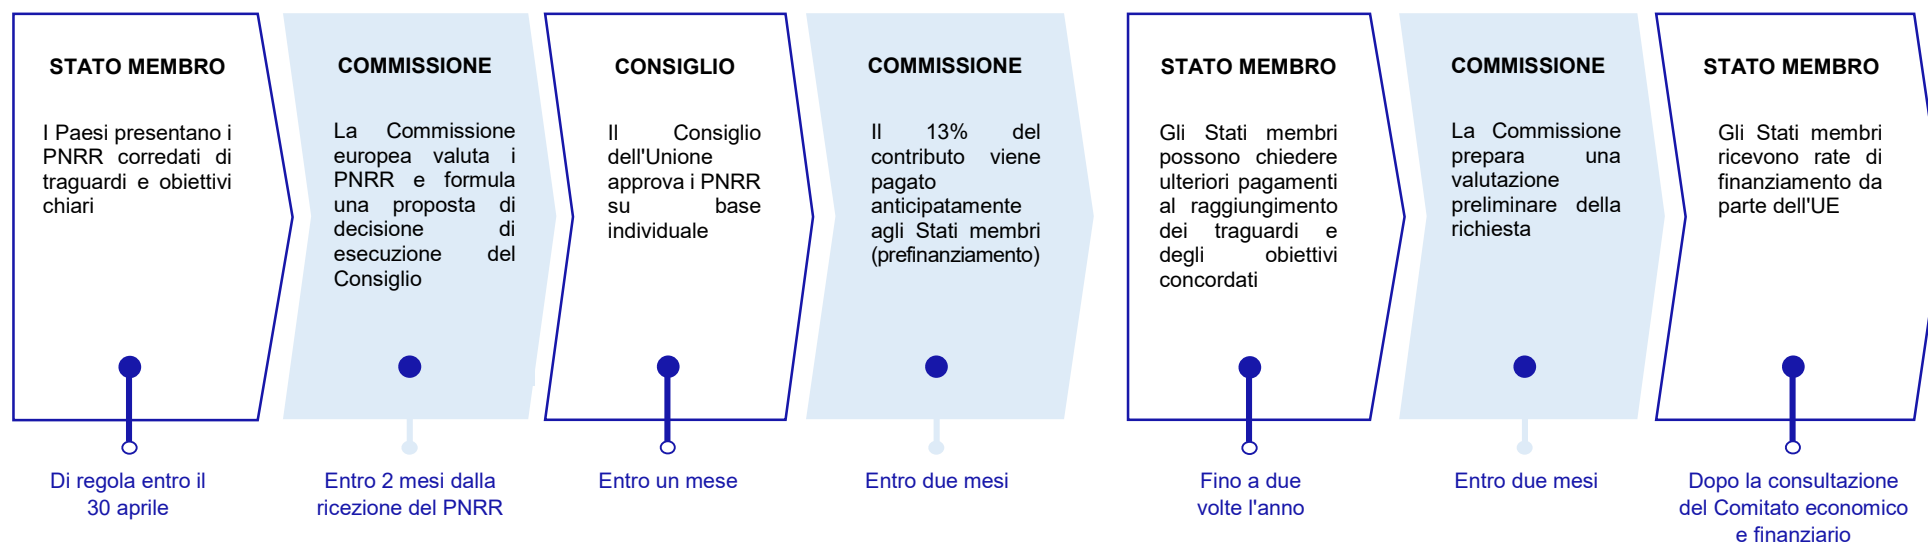 STATO MEMBRO
I Paesi presentano i
PNRR corredati di
traguardi e obiettivi
chiari
Di regola entro il
30 aprile
COMMISSIONE
La Commissione
europea valuta i
PNRR e formula
una proposta di
decisione di
esecuzione del
Consiglio
Entro 2 mesi dalla
ricezione del PNRR
CONSIGLIO
Il Consiglio
dell'Unione
approva i PNRR
su base
individuale
Entro un mese
COMMISSIONE
Il 13% del
contributo viene
pagato
anticipatamente
agli Stati membri
(prefinanziamento)
Entro due mesi
STATO MEMBRO
Gli Stati membri
possono chiedere
ulteriori pagamenti
al raggiungimento
dei traguardi e
degli obiettivi
concordati
Fino a due
volte l'anno
COMMISSIONE
La Commissione
prepara una
valutazione
preliminare della
richiesta
Entro due mesi
STATO MEMBRO
Gli Stati membri
ricevono rate di
finanziamento da
parte dell'UE
Dopo la consultazione
del Comitato economico
e finanziario